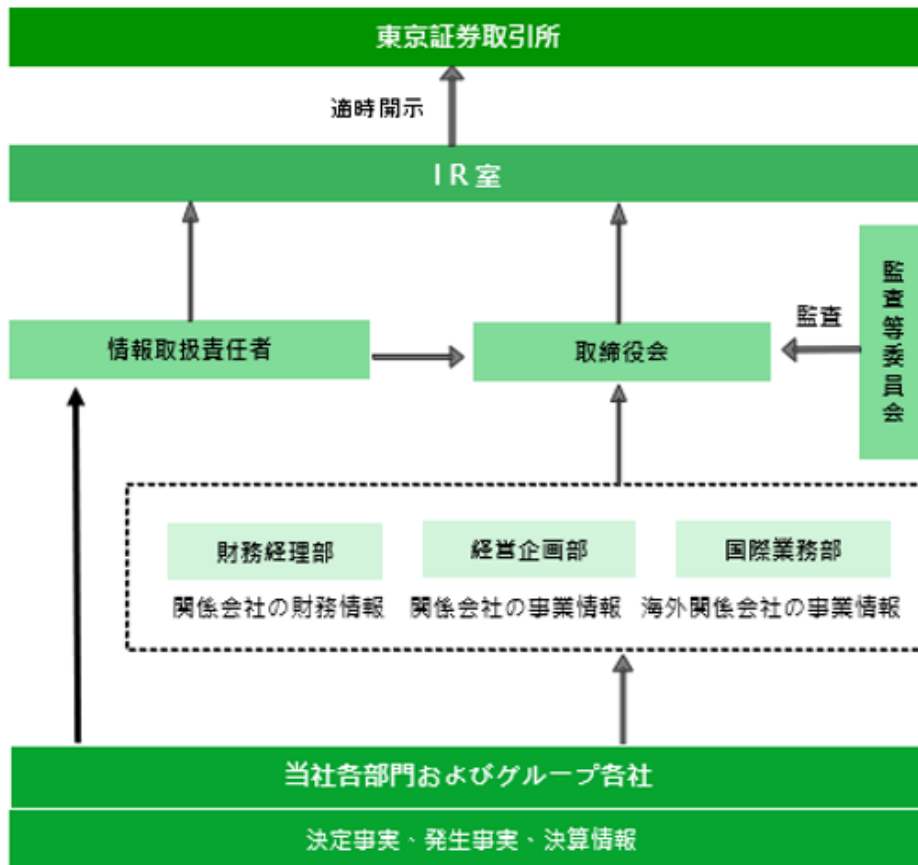 東京証券取引所
適時開示
IR室
監査等委員会
監査
情報取扱責任者
取締役会
財務経理部
経営企画部
国際業務部
関係会社の財務情報
関係会社の事業情報
海外関係会社の事業情報
当社各部門およびグループ各社
決定事実、発生事実、決算情報